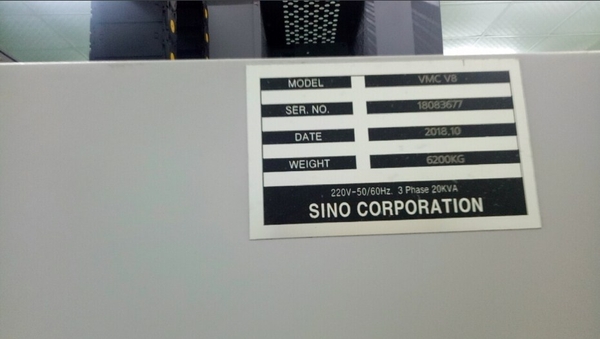 MODEL VMC V8
SER. NO. 18083677
DATE 2018.10
WEIGHT 6200KG
220V-50/60Hz. 3 Phase 20KVA
SINO CORPORATION